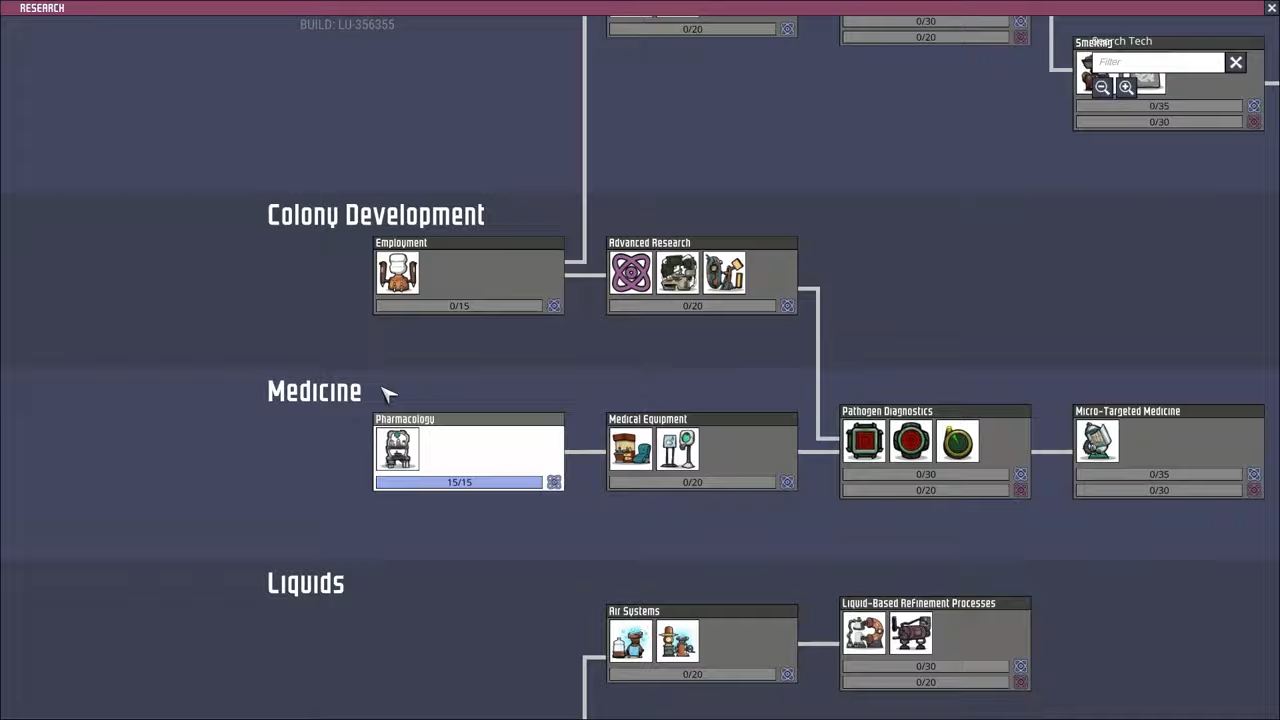 RESEARCH
BUILD: LU-356355
0/20
0/30
0/20
Smelting
Search Tech
Filter
0/35
0/30
Colony Development
Employment
0/15
Advanced Research
0/20
Medicine
Pharmacology
15/15
Medical Equipment
0/20
Pathogen Diagnostics
0/30
0/20
Micro-Targeted Medicine
0/35
0/30
Liquids
Air Systems
0/20
Liquid-Based Refinement Processes
0/30
0/20